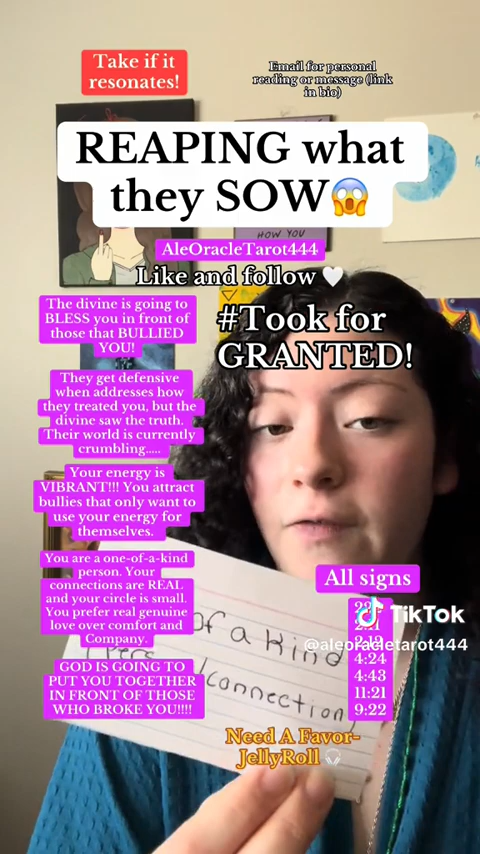 Take if it
resonates!
Email for personal
reading or message (link
in bio)
REAPING what
they SOW😱
HOW YOU
AleOracleTarot444
Like and follow 🤍
#Took for
GRANTED!
The divine is going to
BLESS you in front of
those that BULLIED
YOU!
They get defensive
when addresses how
they treated you, but the
divine saw the truth.
Their world is currently
crumbling.....
Your energy is
VIBRANT!!! You attract
bullies that only want to
use your energy for
themselves.
You are a one-of-a-kind
person. Your
connections are REAL
and your circle is small.
You prefer real genuine
love over comfort and
Company.
GOD IS GOING TO
PUT YOU TOGETHER
IN FRONT OF THOSE
WHO BROKE YOU!!!!
of a Kind
/connection
All signs
TikTok
@aleoracletarot444
4:24
4:43
11:21
9:22
Need A Favor-
JellyRoll 🎧